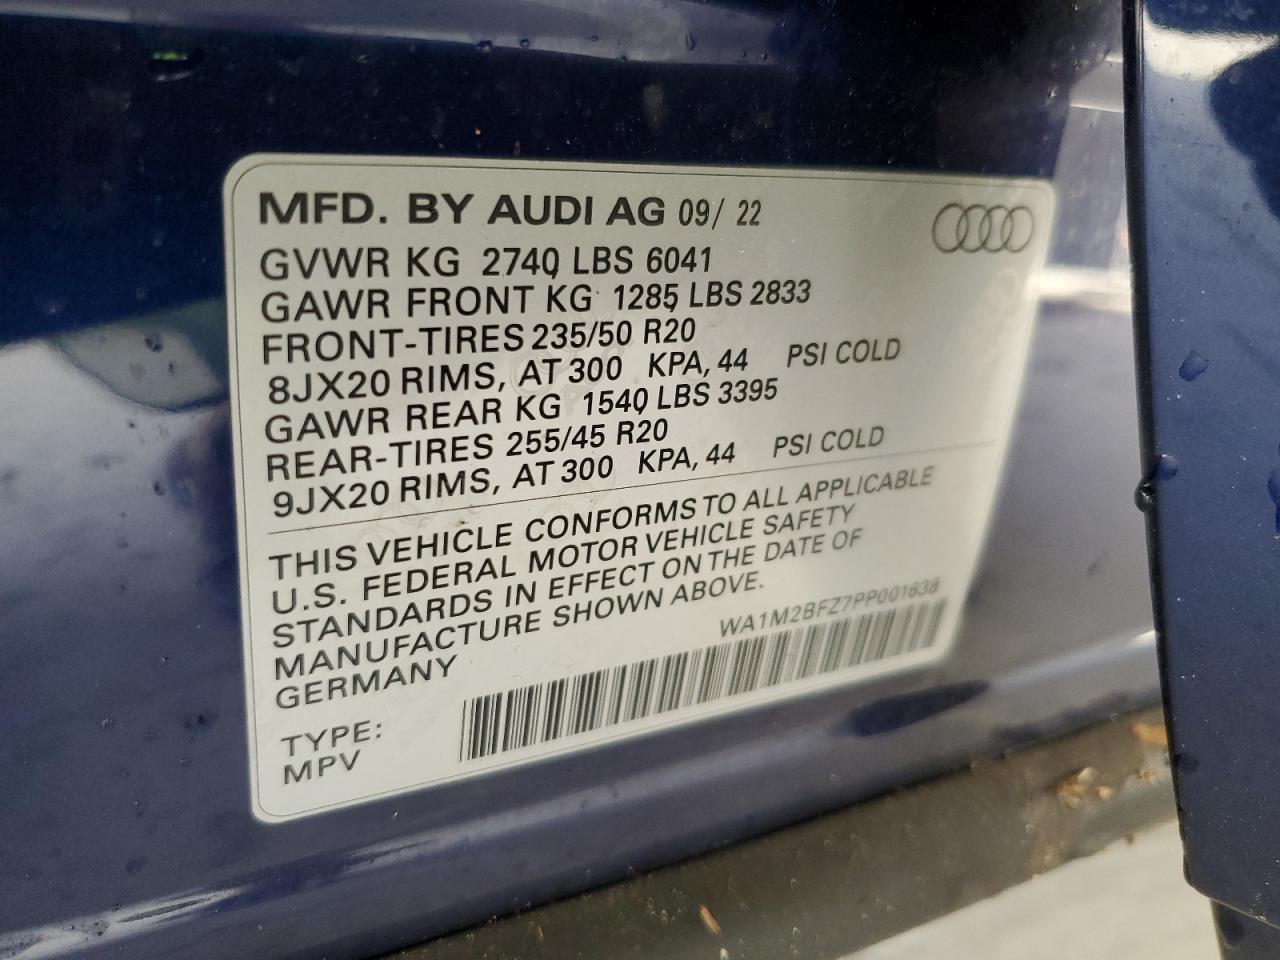 MFD. BY AUDI AG 09/ 22
GVWR KG 2740 LBS 6041
GAWR FRONT KG 1285 LBS 2833
FRONT-TIRES 235/50 R20
8JX20 RIMS, AT 300 KPA, 44 PSI COLD
GAWR REAR KG 1540 LBS 3395
REAR-TIRES 255/45 R20
9JX20 RIMS, AT 300 KPA, 44 PSI COLD
THIS VEHICLE CONFORMS TO ALL APPLICABLE
U.S. FEDERAL MOTOR VEHICLE SAFETY
STANDARDS IN EFFECT ON THE DATE OF
MANUFACTURE SHOWN ABOVE.
GERMANY
WA1M2BFZ7PP001638
TYPE:
MPV